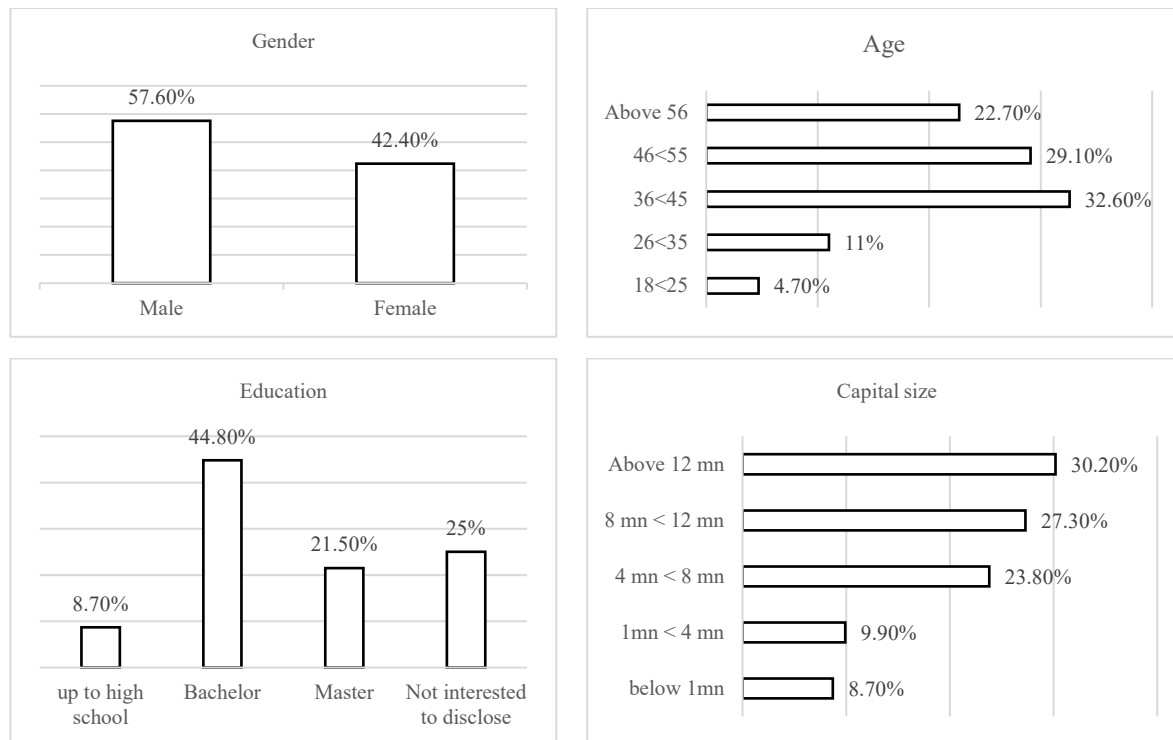 Gender
57.60%
42.40%
Male
Female
Age
Above 56
22.70%
46<55
29.10%
36<45
32.60%
26<35
11%
18<25
4.70%
Education
8.70%
44.80%
21.50%
25%
up to high
school
Bachelor
Master
Not interested
to disclose
Capital size
Above 12 mn
30.20%
8 mn < 12 mn
27.30%
4 mn < 8 mn
23.80%
1mn < 4 mn
9.90%
below 1mn
8.70%